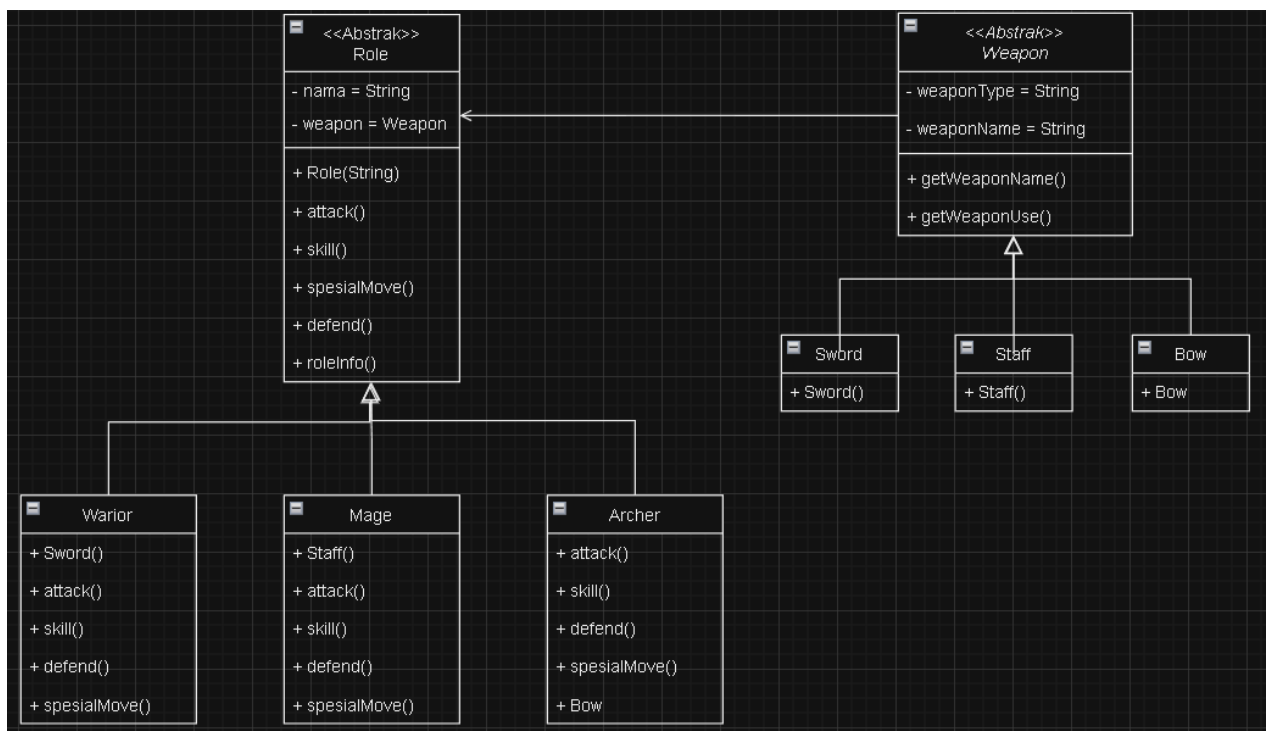 <<Abstrak>>
Role
- nama = String
- weapon = Weapon
+ Role(String)
+ attack()
+ skill()
+ spesialMove()
+ defend()
+ roleInfo()
<<Abstrak>>
Weapon
- weaponType = String
- weaponName = String
+ getWeaponName()
+ getWeaponUse()
Sword
+ Sword()
Staff
+ Staff()
Bow
+ Bow
Warior
+ Sword()
+ attack()
+ skill()
+ defend()
+ spesialMove()
Mage
+ Staff()
+ attack()
+ skill()
+ defend()
+ spesialMove()
Archer
+ attack()
+ skill()
+ defend()
+ spesialMove()
+ Bow